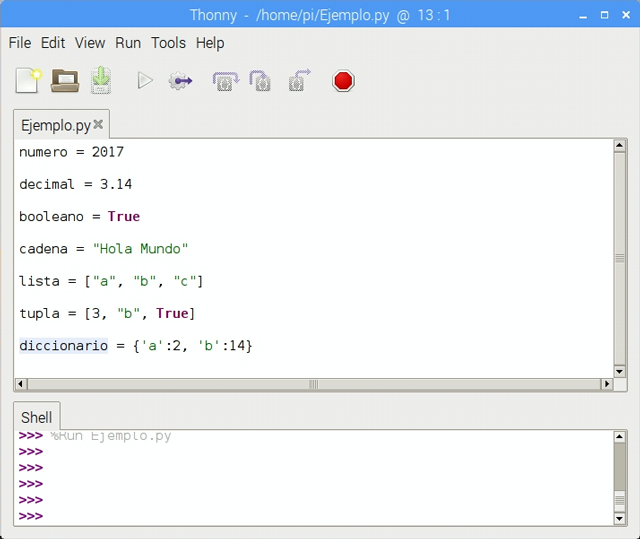 Thonny - /home/pi/Ejemplo.py @ 13 : 1
File Edit View Run Tools Help
Ejemplo.py
numero = 2017
decimal = 3.14
booleano = True
cadena = "Hola Mundo"
lista = ["a", "b", "c"]
tupla = [3, "b", True]
diccionario = {'a':2, 'b':14}
Shell
>>> %Run Ejemplo.py
>>>
>>>
>>>
>>>
>>>